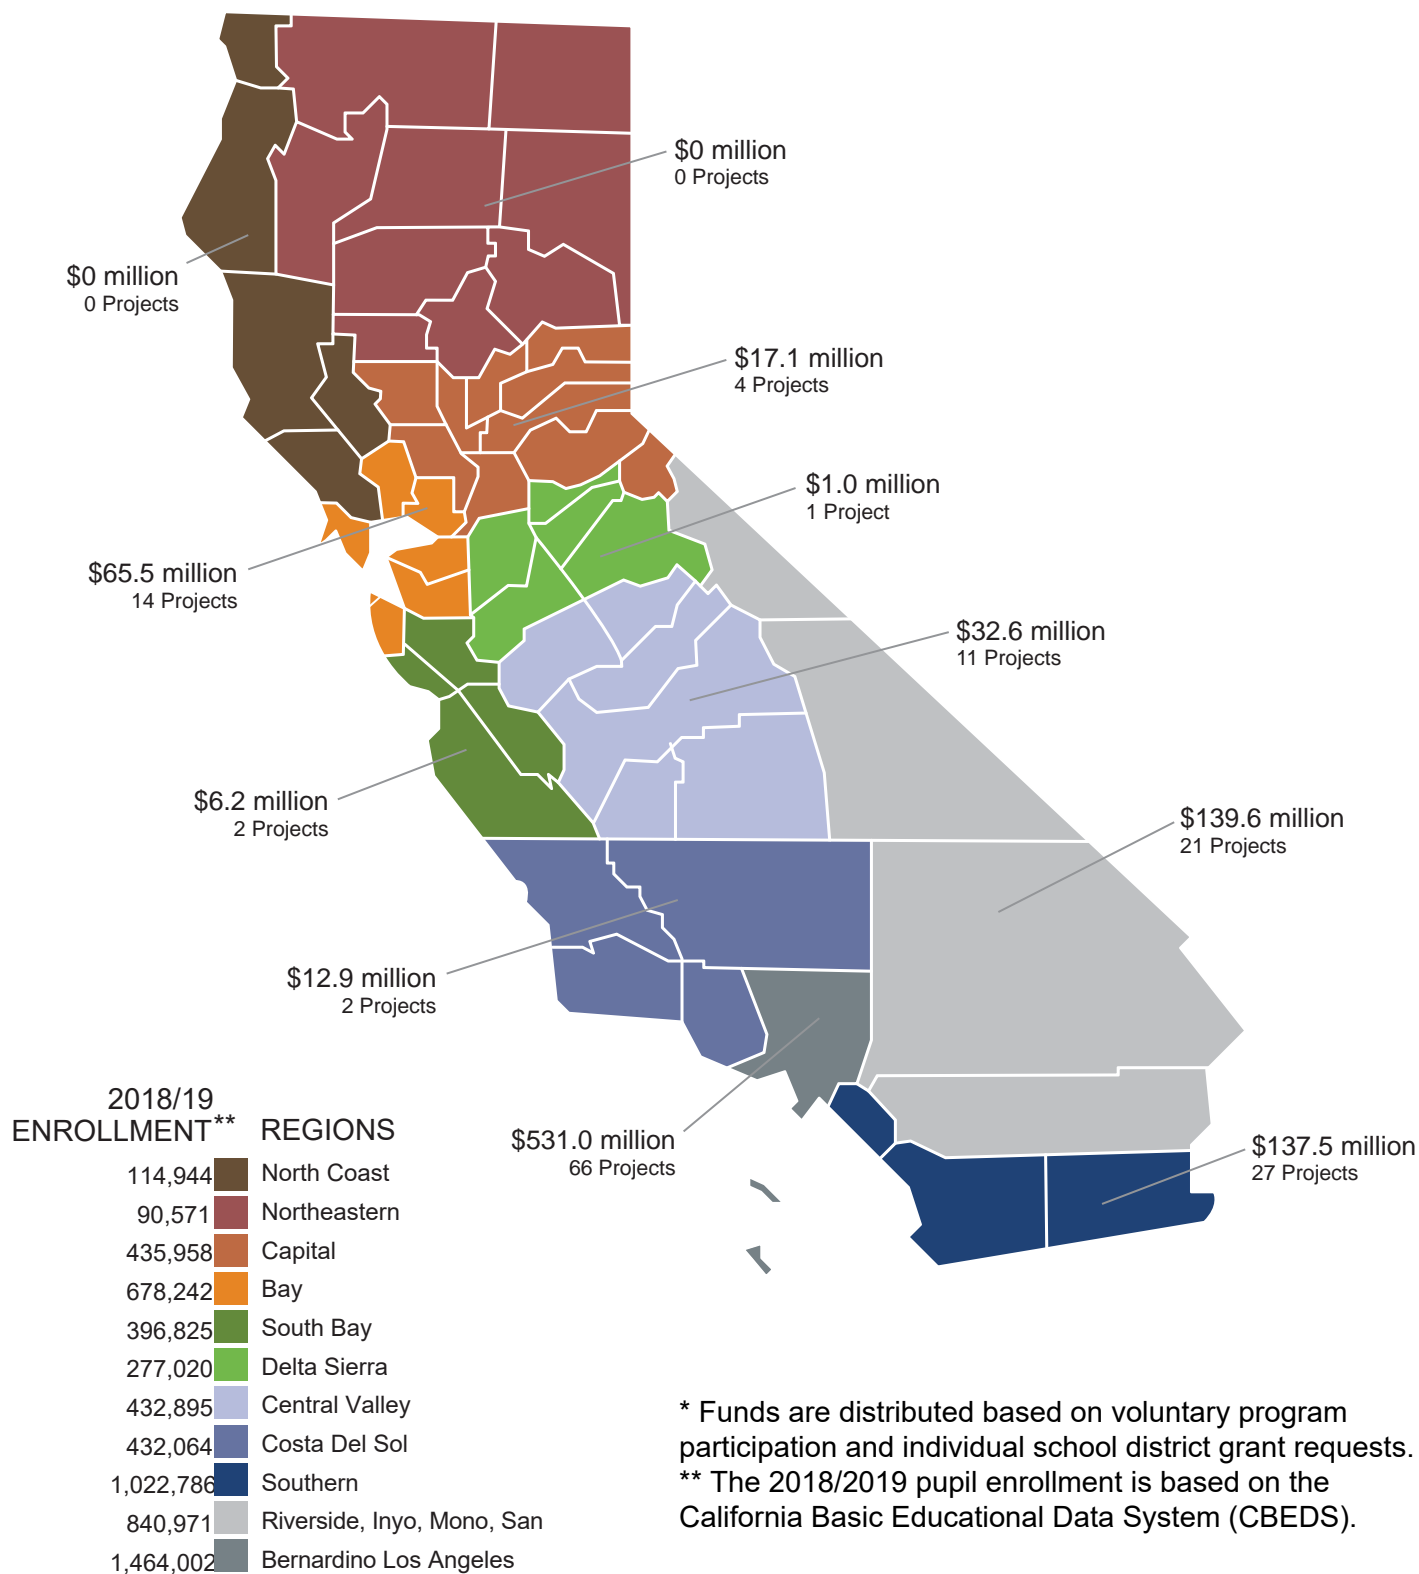 $0 million
0 Projects
$0 million
0 Projects
$17.1 million
4 Projects
$1.0 million
1 Project
$65.5 million
14 Projects
$32.6 million
11 Projects
$6.2 million
2 Projects
$139.6 million
21 Projects
$12.9 million
2 Projects
$531.0 million
66 Projects
$137.5 million
27 Projects
2018/19
ENROLLMENT** REGIONS
114,944 North Coast
90,571 Northeastern
435,958 Capital
678,242 Bay
396,825 South Bay
277,020 Delta Sierra
432,895 Central Valley
432,064 Costa Del Sol
1,022,786 Southern
840,971 Riverside, Inyo, Mono, San
1,464,002 Bernardino Los Angeles
* Funds are distributed based on voluntary program
participation and individual school district grant requests.
** The 2018/2019 pupil enrollment is based on the
California Basic Educational Data System (CBEDS).